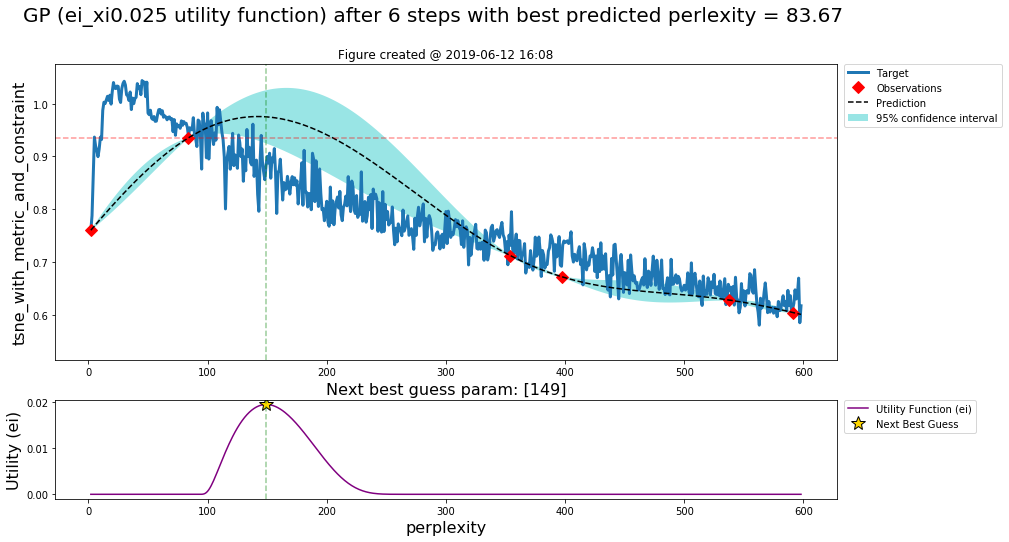 GP (ei_xi0.025 utility function) after 6 steps with best predicted perlexity = 83.67
Figure created @ 2019-06-12 16:08
tsne_with_metric_and_constraint
1.0
0.9
0.8
0.7
0.6
0 100 200 300 400 500 600
Target
Observations
Prediction
95% confidence interval
Next best guess param: [149]
Utility (ei)
0.02
0.01
0.00
0 100 200 300 400 500 600
perplexity
Utility Function (ei)
Next Best Guess